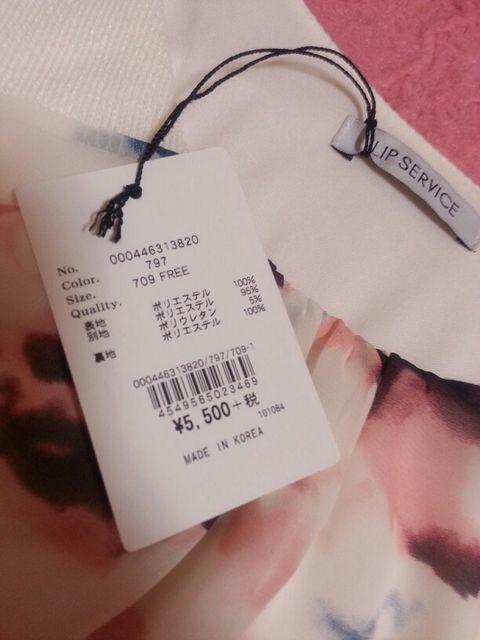 LIP SERVICE
No. 000446313820
Color. 797
Size. 709 FREE
Quality.
表地 ポリエステル 100%
別地 ポリエステル 95%
ポリウレタン 5%
裏地 ポリエステル 100%
000446313820/797/709-1
4549565023469
¥5,500+税
101084
MADE IN KOREA